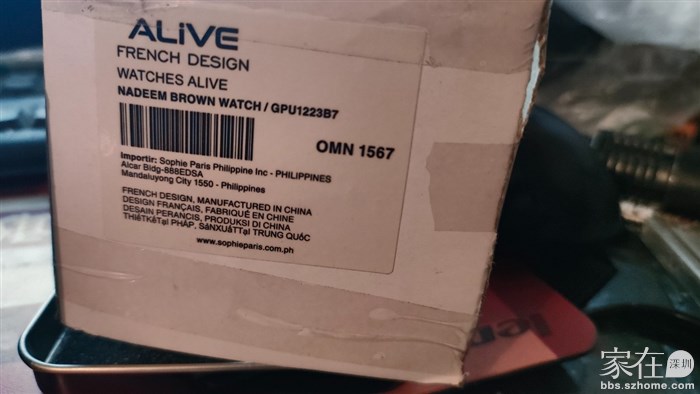 ALiVE
FRENCH DESIGN
WATCHES ALIVE
NADEEM BROWN WATCH / GPU1223B7
OMN 1567
Importir: Sophie Paris Philippine Inc - PHILIPPINES
Alcar Bldg-888EDSA
Mandaluyong City 1550 - Philippines
FRENCH DESIGN, MANUFACTURED IN CHINA
DESIGN FRANÇAIS, FABRIQUÉ EN CHINE
DESAIN PERANCIS, PRODUKSI DI CHINA
THIếTKếTạI PHÁP, SảNXUấTTạI TRUNG QUốC
www.sophieparis.com.ph
家在深圳
bbs.szhome.com